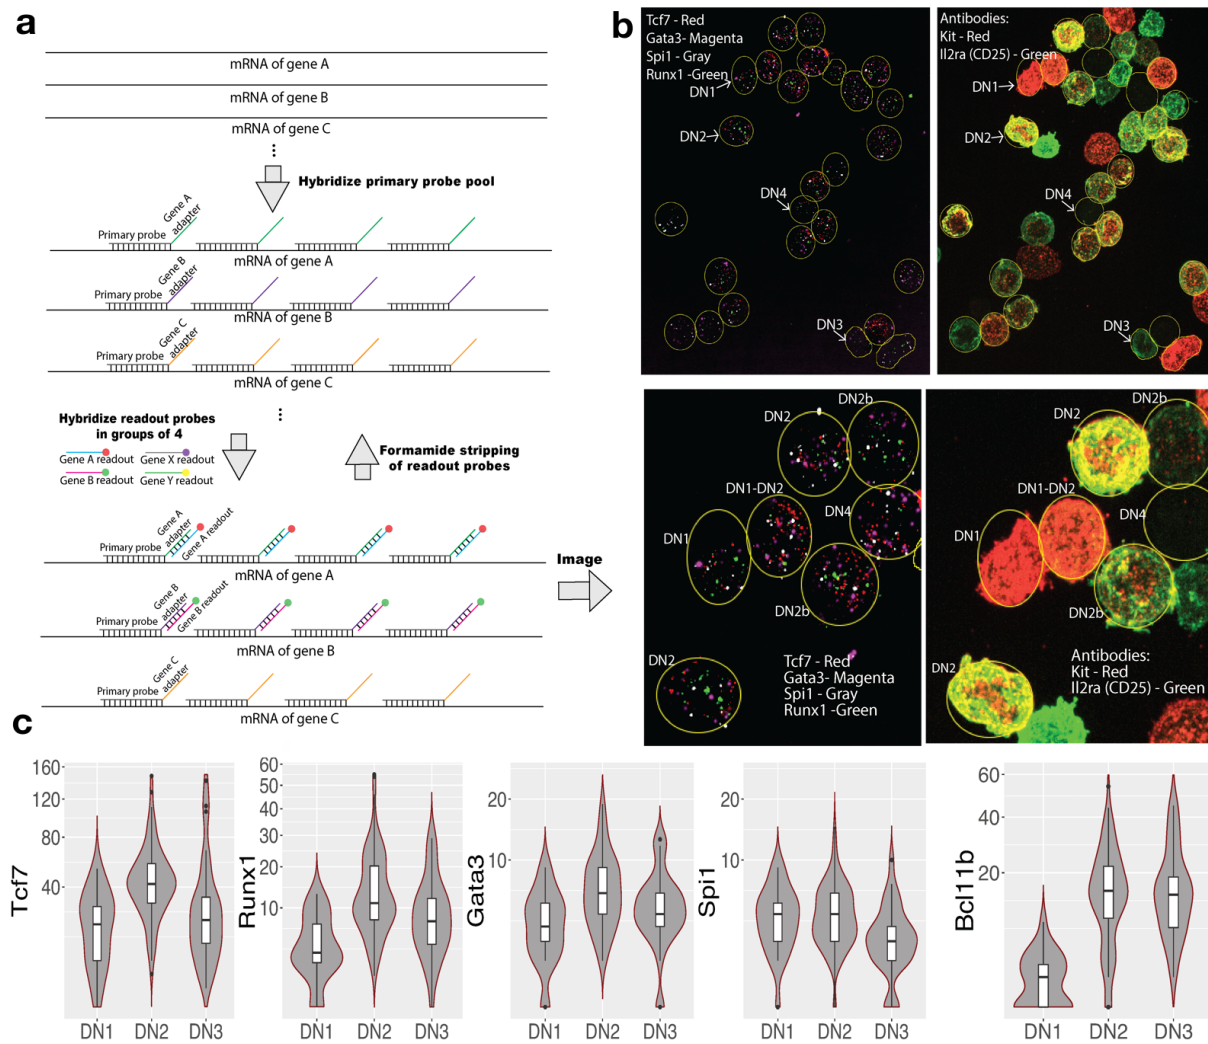 a
mRNA of gene A
mRNA of gene B
mRNA of gene C
Hybridize primary probe pool
Gene A
adapter
Primary probe
mRNA of gene A
Gene B
adapter
Primary probe
mRNA of gene B
Gene C
adapter
Primary probe
mRNA of gene C
Hybridize readout probes
in groups of 4
Gene A readout
Gene X readout
Gene B readout
Gene Y readout
Formamide stripping
of readout probes
Gene A
adapter
Gene A readout
Primary probe
mRNA of gene A
Gene B
adapter
Gene B readout
Primary probe
mRNA of gene B
Gene C
adapter
Primary probe
mRNA of gene C
Image
b
Tcf7 - Red
Gata3- Magenta
Spi1 - Gray
Runx1 -Green
DN1
DN2
DN4
DN3
Antibodies:
Kit - Red
Il2ra (CD25) - Green
DN1
DN2
DN4
DN3
DN2
DN2b
DN1-DN2
DN4
DN1
DN2b
DN2
Tcf7 - Red
Gata3- Magenta
Spi1 - Gray
Runx1 -Green
DN2b
DN2
DN1-DN2
DN4
DN1
DN2b
DN2
Antibodies:
Kit - Red
Il2ra (CD25) - Green
c
Tcf7
160
120
80
40
DN1 DN2 DN3
Runx1
60
50
40
30
20
10
DN1 DN2 DN3
Gata3
20
10
DN1 DN2 DN3
Spi1
20
10
DN1 DN2 DN3
Bcl11b
60
40
20
DN1 DN2 DN3